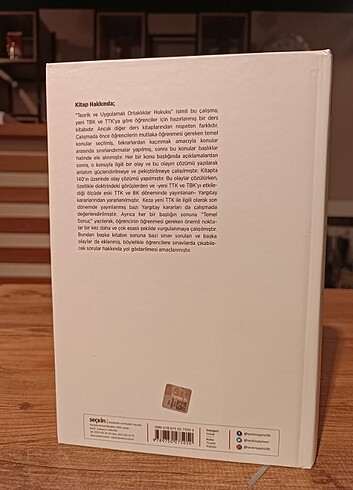 Kitap Hakkında;
"Teorik ve Uygulamalı Ortaklıklar Hukuku" isimli bu çalışma,
yeni TBK ve TTK'ya göre öğrenciler için hazırlanmış bir ders
kitabıdır. Ancak diğer ders kitaplarından nispeten farklıdır.
Çalışmada önce öğrencilerin mutlaka öğrenmesi gereken temel
konular seçilmiş, tekrarlardan kaçınmak amacıyla konular
arasında sınırlandırmalar yapılmış, sonra bu konular başlıklar
halinde ele alınmıştır. Her bir konu başlığında açıklamalardan
sonra, o konuyla ilgili bir olay ve bu olayın çözümü yazılarak
anlatım güçlendirilmeye ve pekiştirilmeye çalışılmıştır. Kitapta
140'ın üzerinde olay çözümü yapılmıştır. Bu olaylar çözülürken,
özellikle doktrindeki görüşlerden ve -yeni TTK ve TBK'yı etkile-
diği ölçüde eski TTK ve BK döneminde yayınlanan- Yargıtay
kararlarından yararlanılmıştır. Keza yeni TTK ile ilgili olarak son
dönemde yayınlanmış bazı Yargıtay kararları da çalışmada
değerlendirilmiştir. Ayrıca her bir başlığın sonuna "Temel
Sonuç" yazılarak, öğrencinin öğrenmesi gereken önemli nokta-
lar bir kez daha ve çok esaslı şekilde vurgulanmaya çalışılmıştır.
Bundan başka kitabın sonuna bazı sınav soruları ve başka
olaylar da eklenmiş, böylelikle öğrencilere sınavlarda çıkabile-
cek sorular hakkında yol gösterilmesi amaçlanmıştır.
seçkin